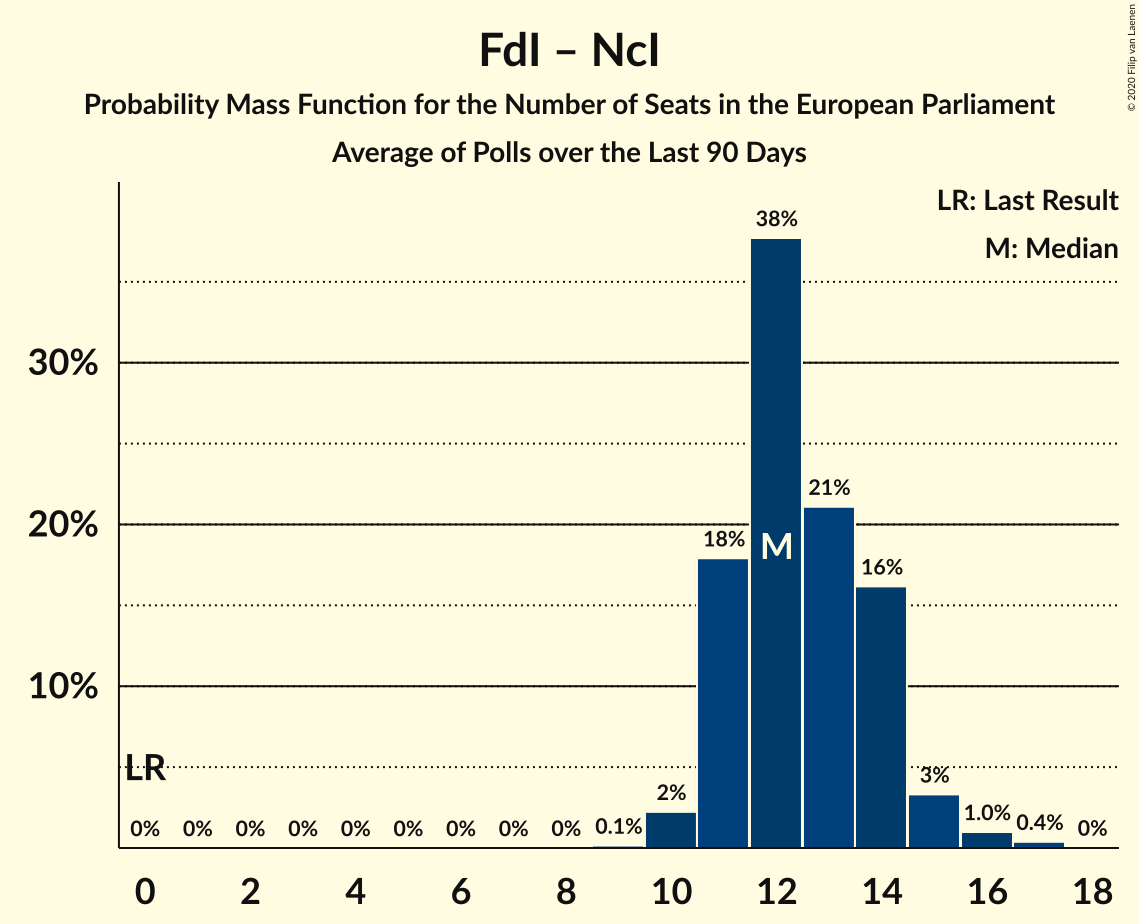 FdI – NcI
Probability Mass Function for the Number of Seats in the European Parliament
Average of Polls over the Last 90 Days
© 2020 Filip van Laenen
LR: Last Result
M: Median
38%
30%
21%
20%
18%
M
16%
10%
LR
3%
2%
1.0%
0% 0% 0% 0% 0% 0% 0% 0% 0% 0.1% 0.4% 0%
0 2 4 6 8 10 12 14 16 18